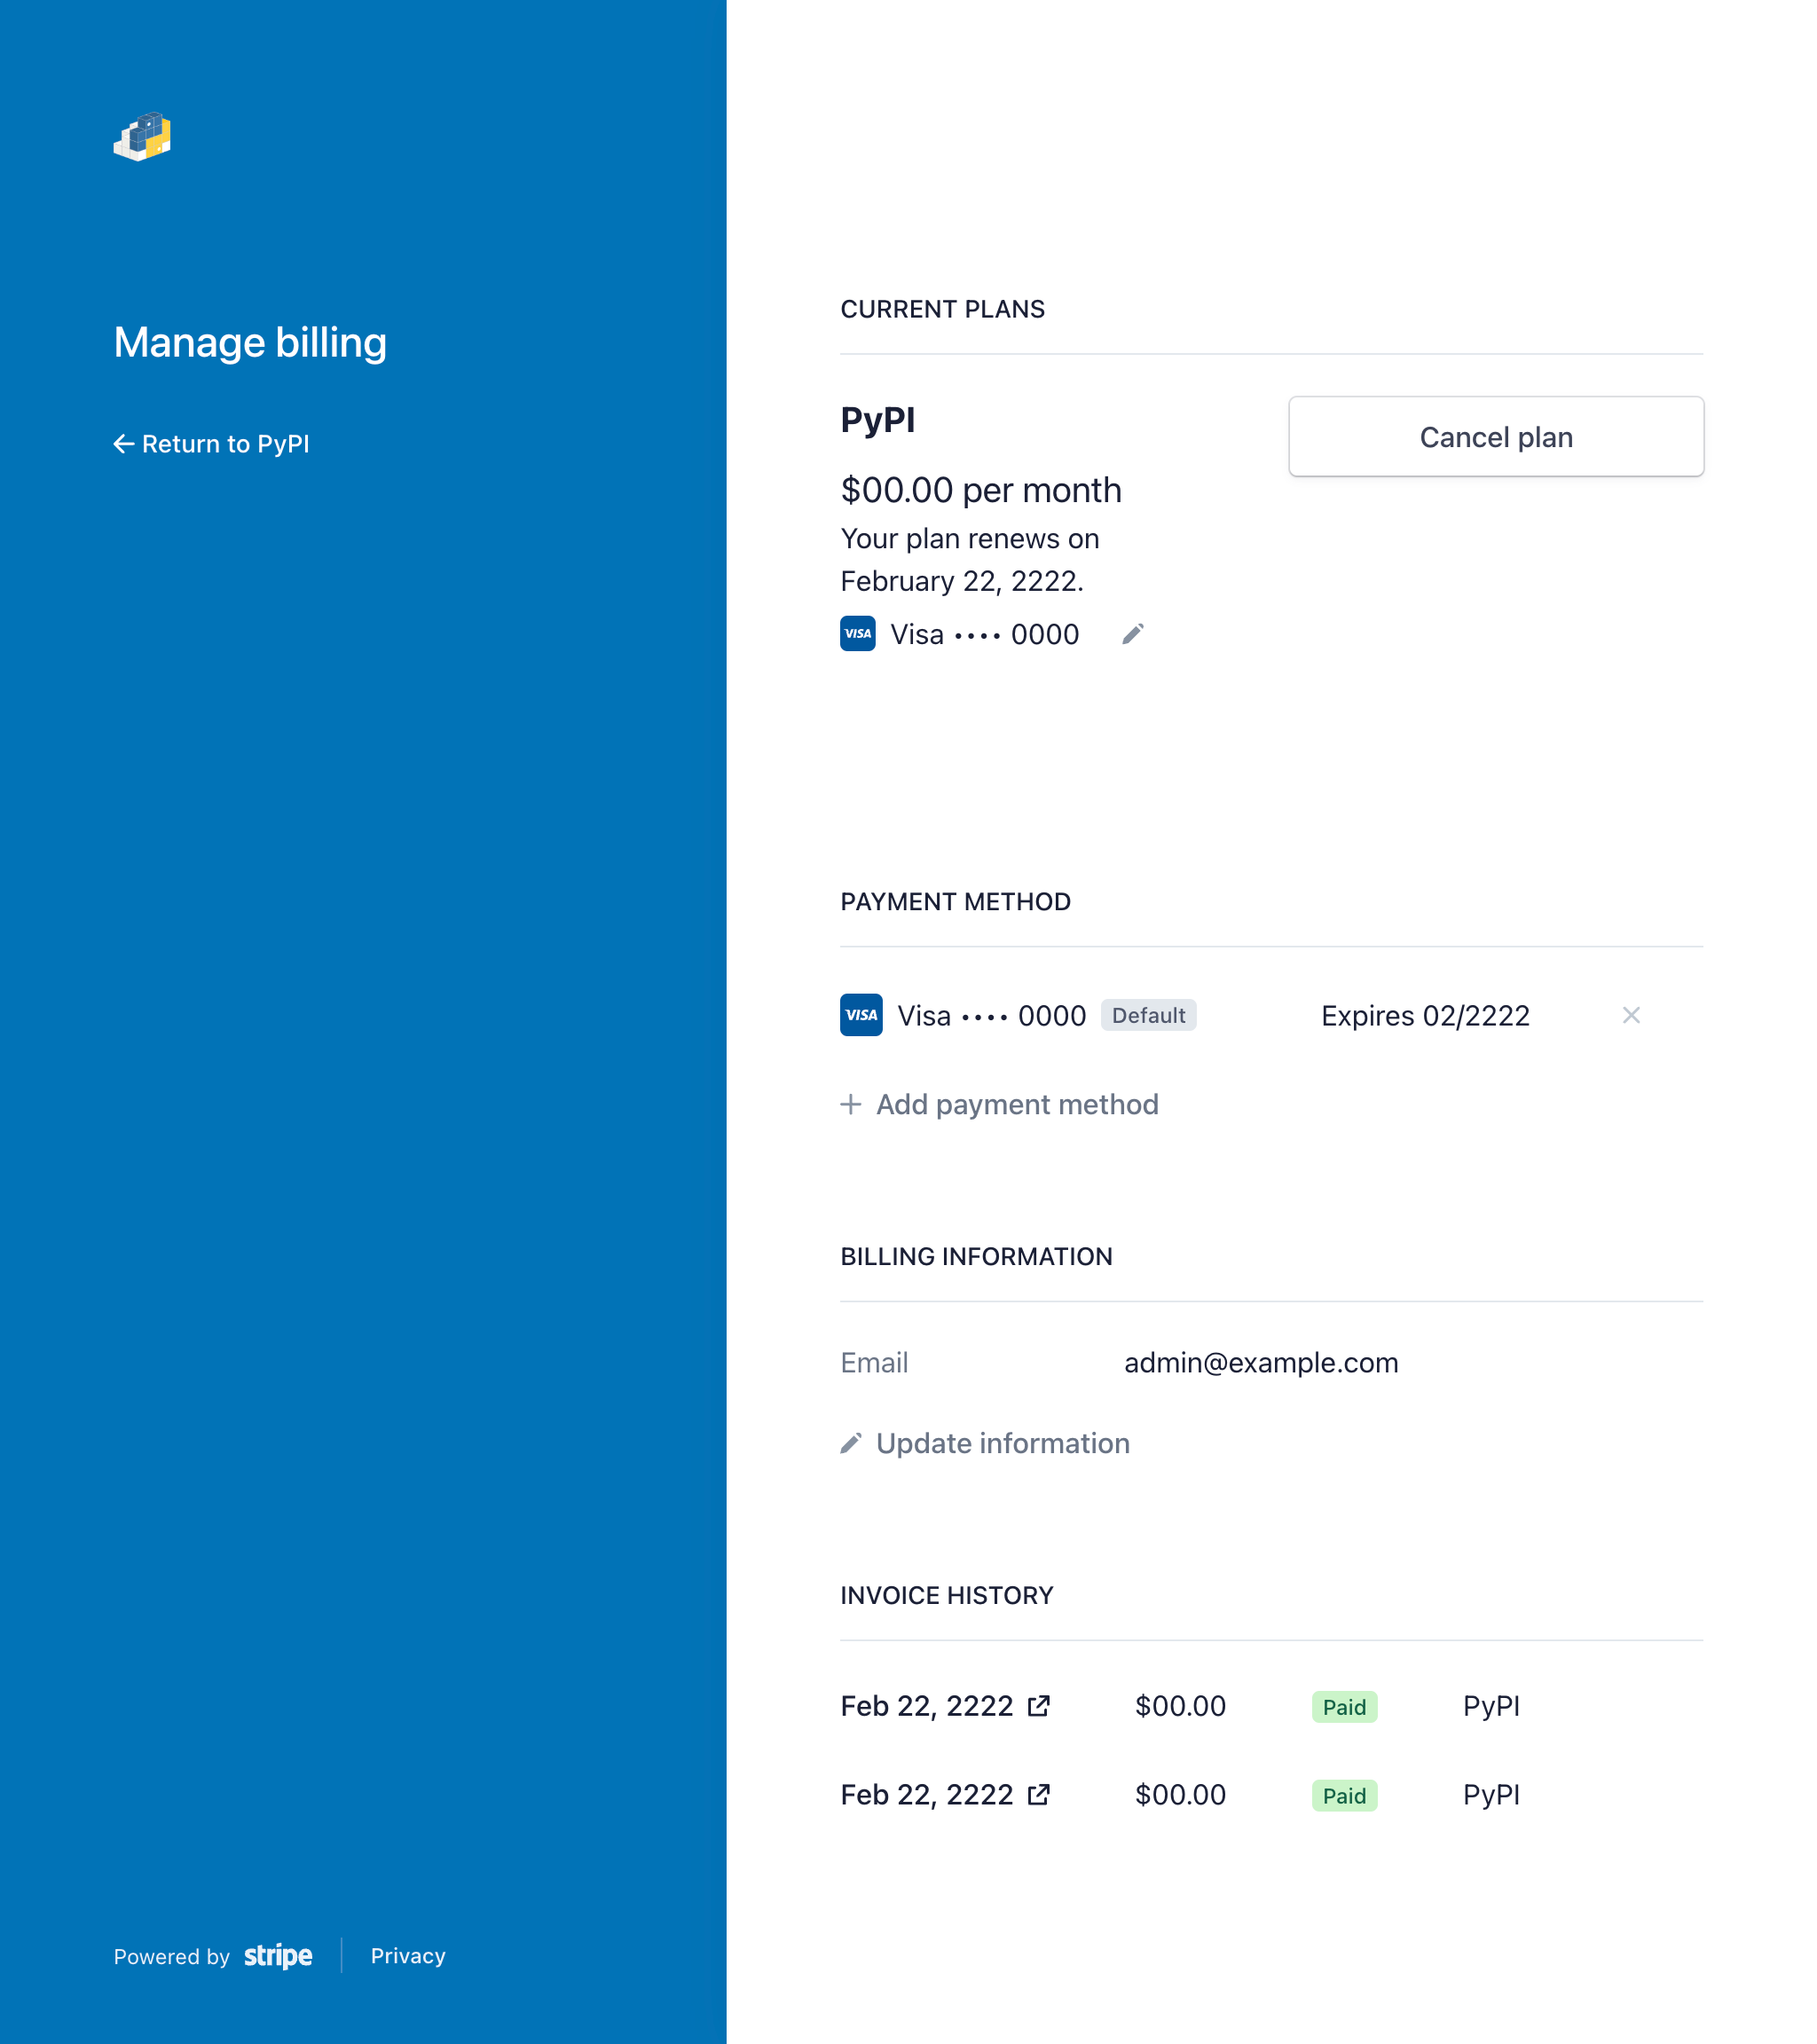 Manage billing
Return to PyPI
Powered by stripe Privacy
CURRENT PLANS
PyPI
Cancel plan
$00.00 per month
Your plan renews on
February 22, 2222.
VISA Visa •••• 0000
PAYMENT METHOD
VISA Visa •••• 0000 Default Expires 02/2222
Add payment method
BILLING INFORMATION
Email admin@example.com
Update information
INVOICE HISTORY
Feb 22, 2222 $00.00 Paid PyPI
Feb 22, 2222 $00.00 Paid PyPI